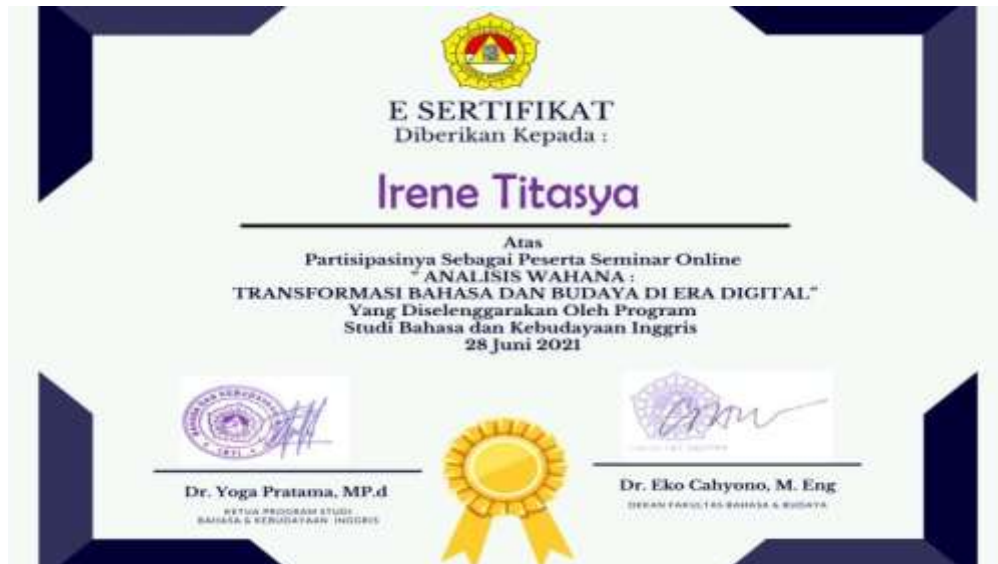 E SERTIFIKAT
Diberikan Kepada :
Irene Titasya
Atas
Partisipasinya Sebagai Peserta Seminar Online
" ANALISIS WAHANA :
TRANSFORMASI BAHASA DAN BUDAYA DI ERA DIGITAL"
Yang Diselenggarakan Oleh Program
Studi Bahasa dan Kebudayaan Inggris
28 Juni 2021
Dr. Yoga Pratama, MP.d
KETUA PROGRAM STUDI
BAHASA & KEBUDAYAAN INGGRIS
Dr. Eko Cahyono, M. Eng
DEKAN FAKULTAS BAHASA & BUDAYA